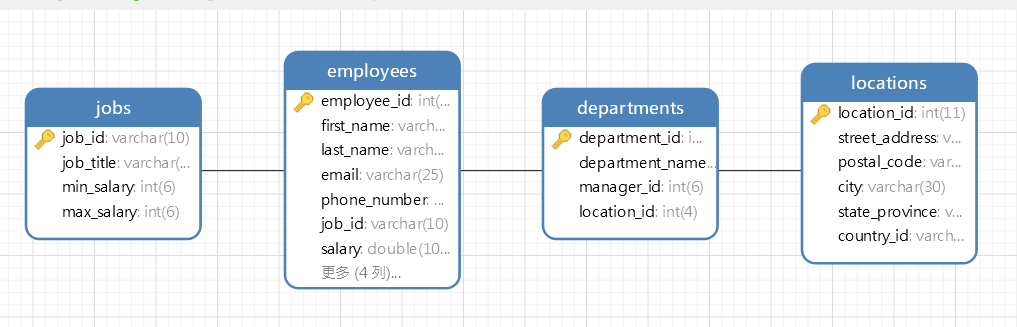 jobs
job_id: varchar(10)
job_title: varchar(...
min_salary: int(6)
max_salary: int(6)
employees
employee_id: int(...
first_name: varch...
last_name: varch...
email: varchar(25)
phone_number: ...
job_id: varchar(10)
salary: double(10...
更多 (4 列)...
departments
department_id: i...
department_name...
manager_id: int(6)
location_id: int(4)
locations
location_id: int(11)
street_address: v...
postal_code: var...
city: varchar(30)
state_province: v...
country_id: varch...